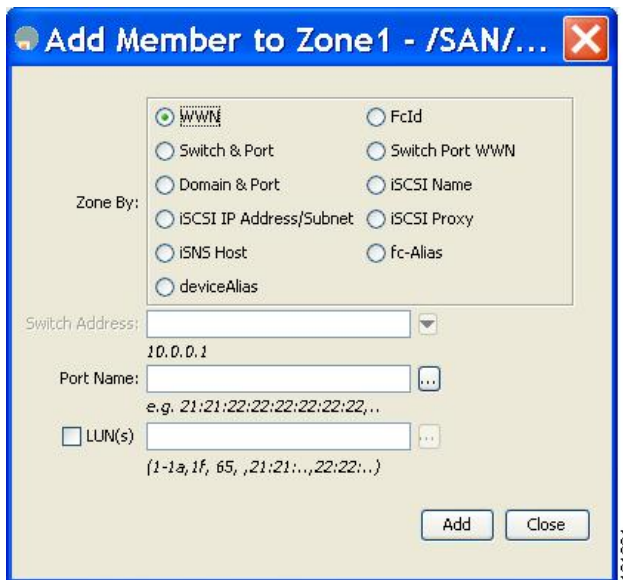 Add Member to Zone1 - /SAN/...
Zone By:
WWN
FcId
Switch & Port
Switch Port WWN
Domain & Port
iSCSI Name
iSCSI IP Address/Subnet
iSCSI Proxy
iSNS Host
fc-Alias
deviceAlias
Switch Address:
10.0.0.1
Port Name:
...
e.g. 21:21:22:22:22:22:22:22,..
LUN(s)
...
(1-1a,1f, 65, ,21:21:..,22:22:..)
Add
Close